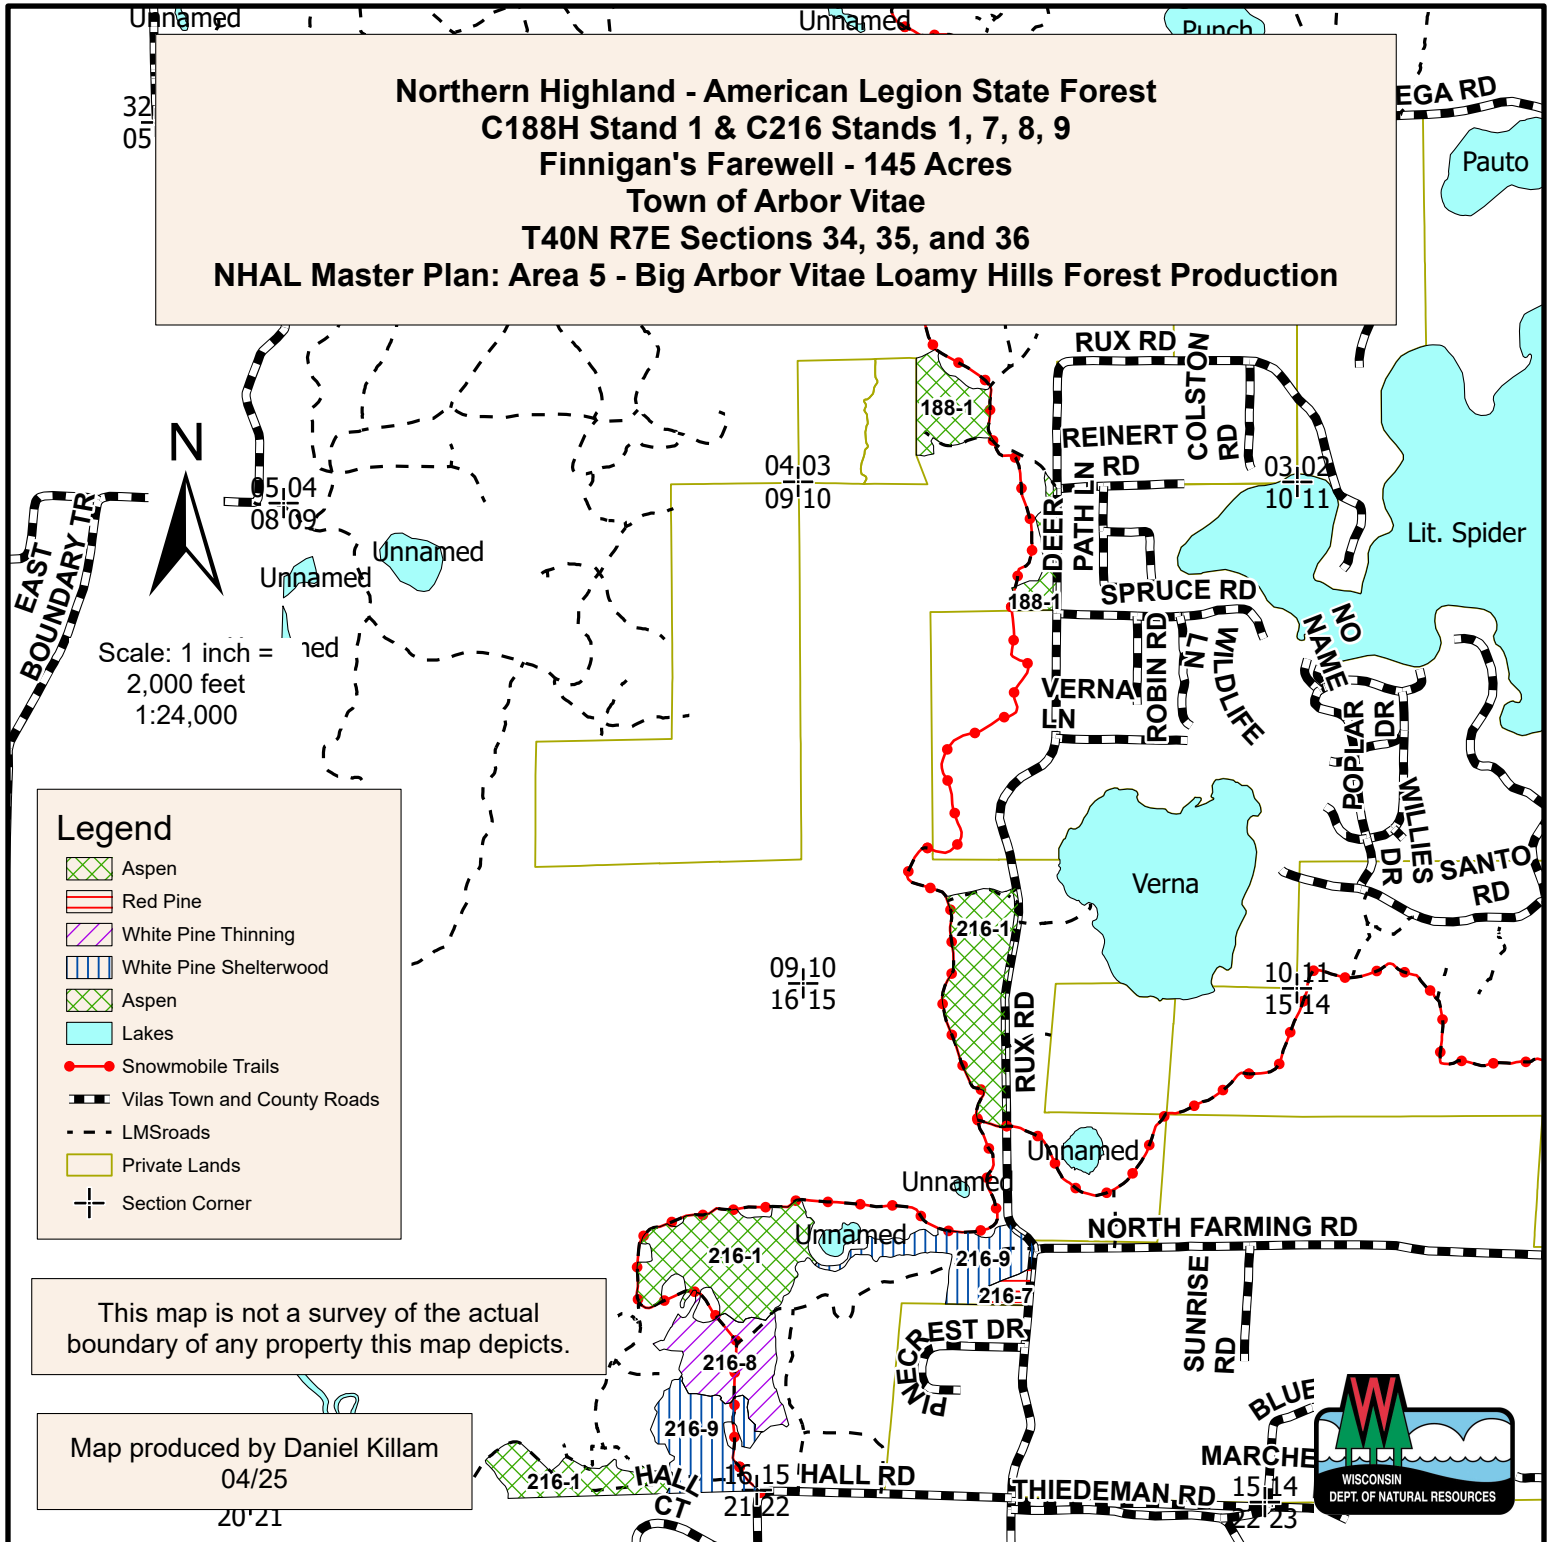 Unnamed
Unnamed
Punch
Northern Highland - American Legion State Forest
C188H Stand 1 & C216 Stands 1, 7, 8, 9
Finnigan's Farewell - 145 Acres
Town of Arbor Vitae
T40N R7E Sections 34, 35, and 36
NHAL Master Plan: Area 5 - Big Arbor Vitae Loamy Hills Forest Production
32
05
EGA RD
Pauto
RUX RD
COLSTON
RD
188-1
REINERT
RD
N
04 03
09 10
03 02
10 11
05 04
08 09
EAST
BOUNDARY TR
DEER
PATH LN
Lit. Spider
Unnamed
Unnamed
ned
188-1
SPRUCE RD
NO
NAME
Scale: 1 inch =
2,000 feet
1:24,000
ROBIN RD
WILDLIFE
LN
VERNA
LN
POPLAR
DR
WILLIES
DR
SANTO
RD
Verna
Legend
Aspen
Red Pine
White Pine Thinning
White Pine Shelterwood
Aspen
Lakes
Snowmobile Trails
Vilas Town and County Roads
LMSroads
Private Lands
Section Corner
216-1
09 10
16 15
10 11
15 14
RUX RD
Unnamed
Unnamed
Unnamed
216-1
216-9
216-7
NORTH FARMING RD
SUNRISE
RD
PINECREST DR
This map is not a survey of the actual
boundary of any property this map depicts.
216-8
216-9
BLUE
MARCHE
Map produced by Daniel Killam
04/25
20 21
216-1
HALL
CT
16 15
21 22
HALL RD
THIEDEMAN RD
15 14
22 23
WISCONSIN
DEPT. OF NATURAL RESOURCES